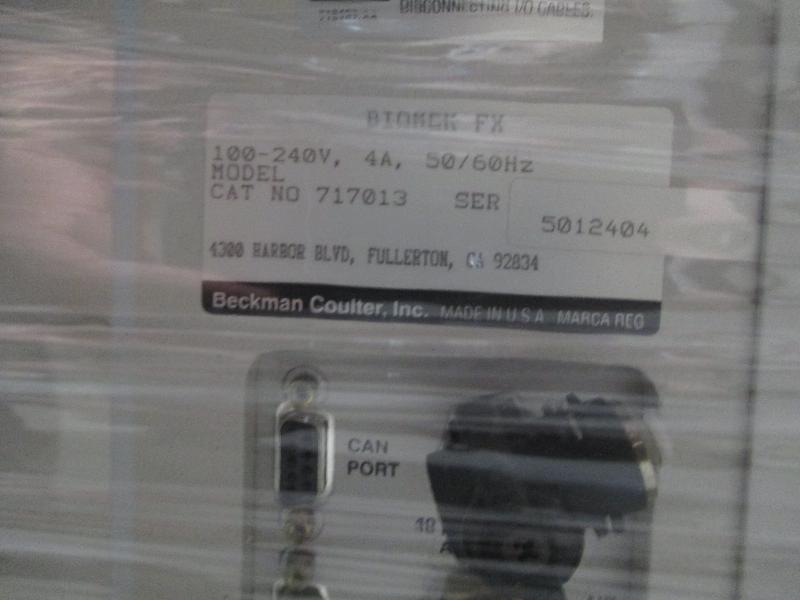 DISCONNECTING I/O CABLES.
BIOMEK FX
100-240V, 4A, 50/60Hz
MODEL
CAT NO 717013 SER 5012404
4300 HARBOR BLVD, FULLERTON, CA 92834
Beckman Coulter, Inc. MADE IN U S A MARCA REG
CAN
PORT